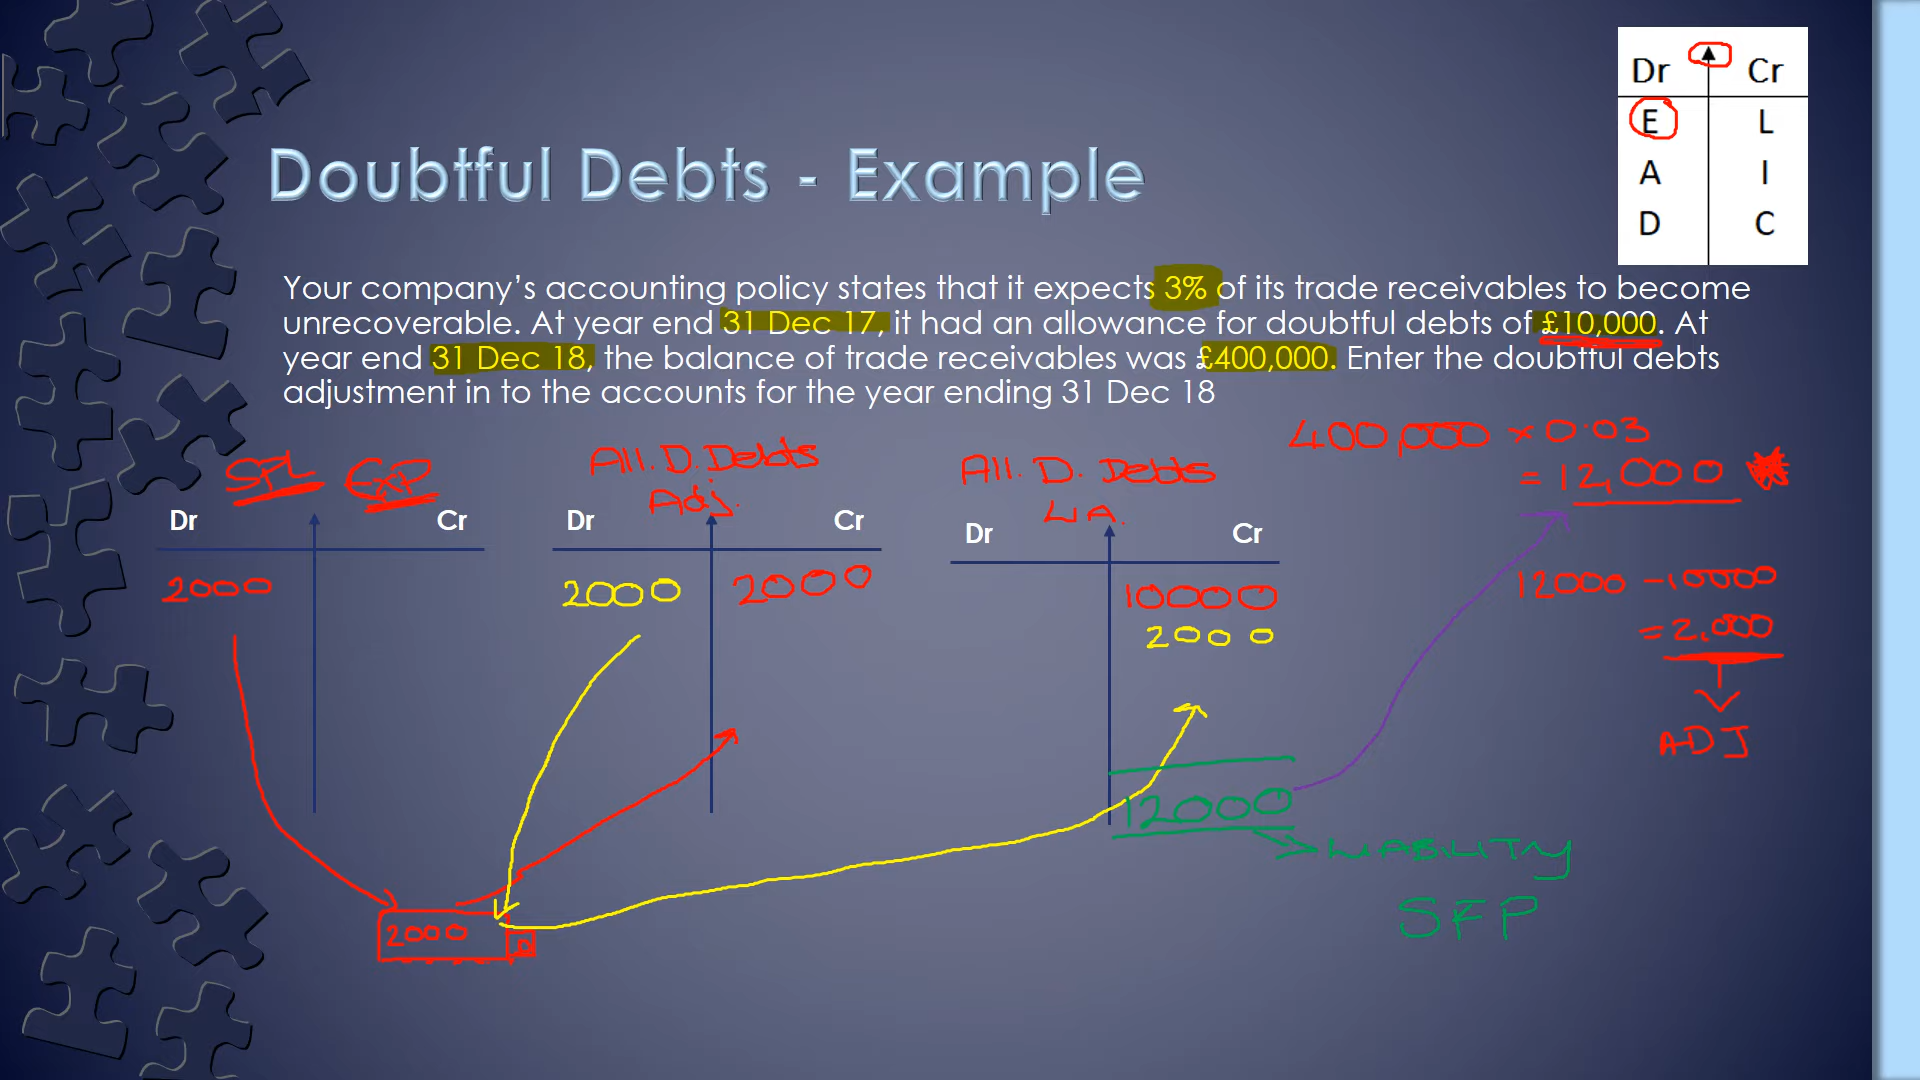 Dr Cr
E L
A I
D C
Doubtful Debts - Example
Your company's accounting policy states that it expects 3% of its trade receivables to become
unrecoverable. At year end 31 Dec 17, it had an allowance for doubtful debts of £10,000. At
year end 31 Dec 18, the balance of trade receivables was £400,000. Enter the doubtful debts
adjustment in to the accounts for the year ending 31 Dec 18
400,000 × 0.03
= 12,000
SPL Exp
All. D. Debts
Adj.
All. D. Debts
LIA.
Dr Cr
Dr Cr
Dr Cr
2000
2000 2000
10000
2000
12000 - 10000
= 2,000
ADJ
12000
LIABILITY
SFP
2000